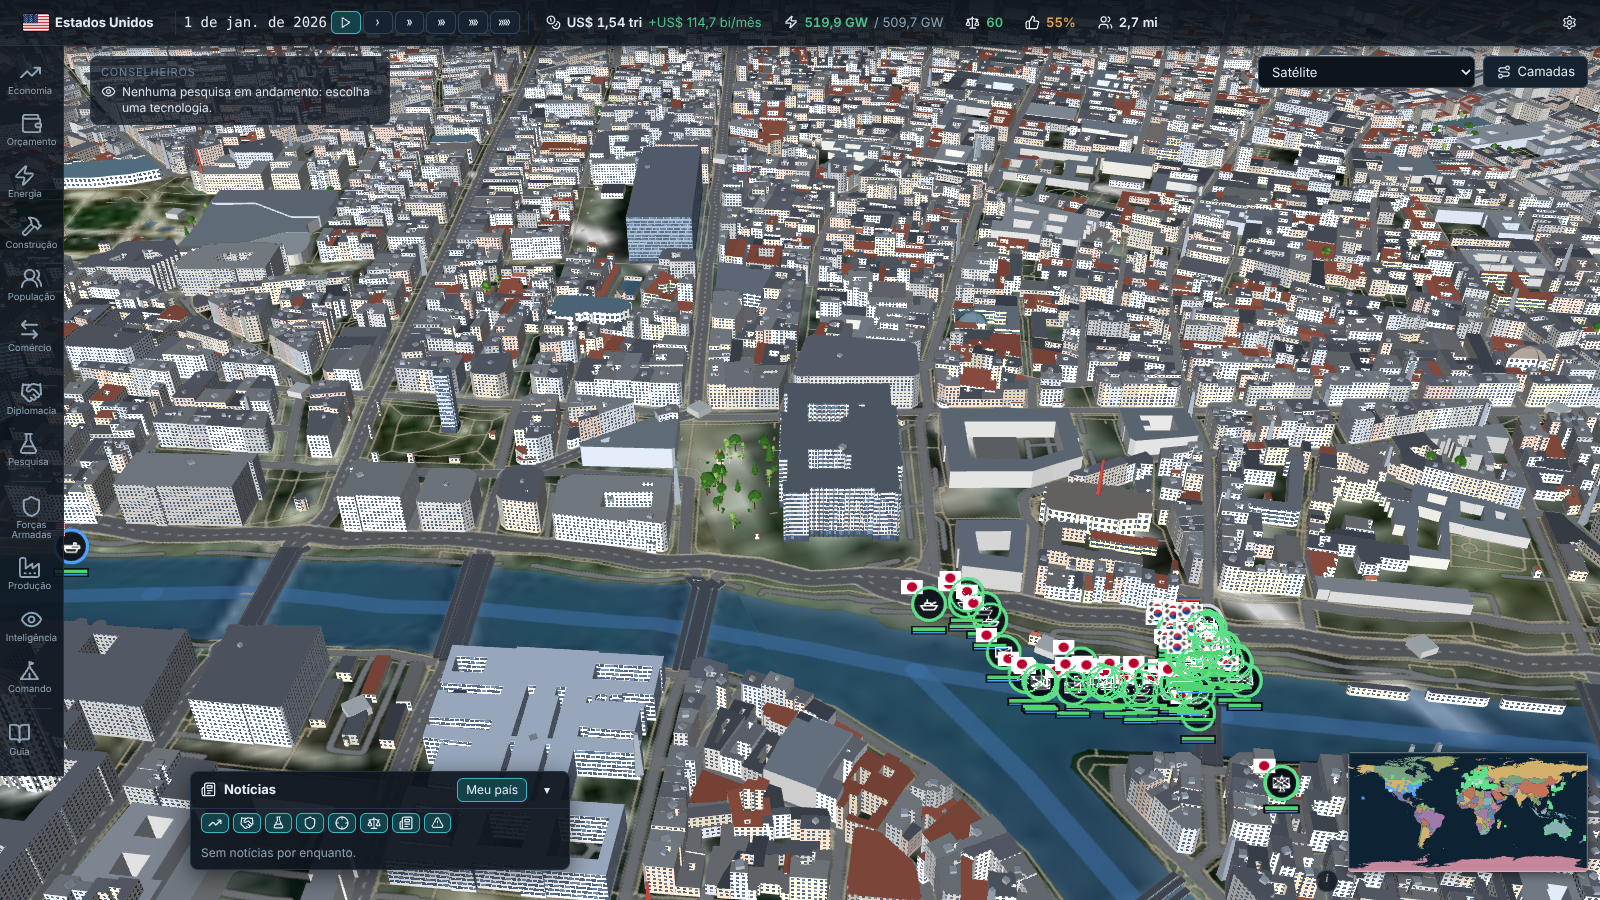 Estados Unidos
1 de jan. de 2026
US$ 1,54 tri +US$ 114,7 bi/mês
519,9 GW / 509,7 GW
60
55%
2,7 mi
Economia
Orçamento
Energia
Construção
População
Comércio
Diplomacia
Pesquisa
Forças
Armadas
Produção
Inteligência
Comando
Guia
CONSELHEIROS
Nenhuma pesquisa em andamento: escolha
uma tecnologia.
Satélite
Camadas
Notícias
Meu país
Sem notícias por enquanto.
i